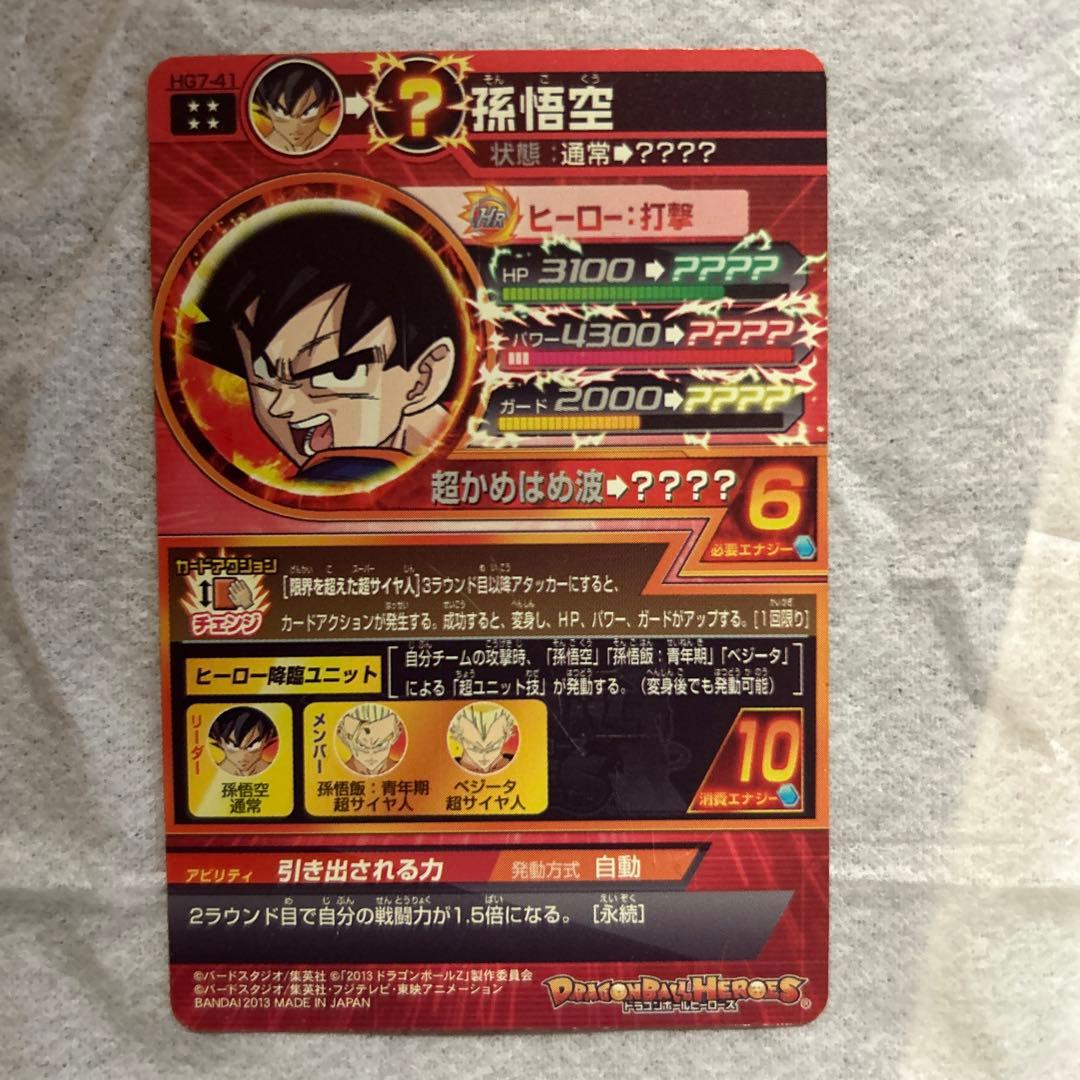 HG7-41
孫悟空
そんごくう
状態:通常➡????
HR ヒーロー:打撃
HP 3100➡????
パワー 4300➡????
ガード 2000➡????
超かめはめ波➡????
6
必要エナジー
カードアクション
チェンジ
[限界を超えた超サイヤ人]3ラウンド目以降アタッカーにすると、
カードアクションが発生する。成功すると、変身し、HP、パワー、ガードがアップする。[1回限り]
ヒーロー降臨ユニット
自分チームの攻撃時、「孫悟空」「孫悟飯:青年期」「ベジータ」
による「超ユニット技」が発動する。(変身後でも発動可能)
リーダー
孫悟空
通常
メンバー
孫悟飯:青年期
超サイヤ人
ベジータ
超サイヤ人
10
消費エナジー
アビリティ 引き出される力 発動方式 自動
2ラウンド目で自分の戦闘力が1.5倍になる。[永続]
©バードスタジオ/集英社 ©「2013 ドラゴンボールZ」製作委員会
©バードスタジオ/集英社・フジテレビ・東映アニメーション
BANDAI 2013 MADE IN JAPAN
DRAGON BALL HEROES
ドラゴンボールヒーローズ